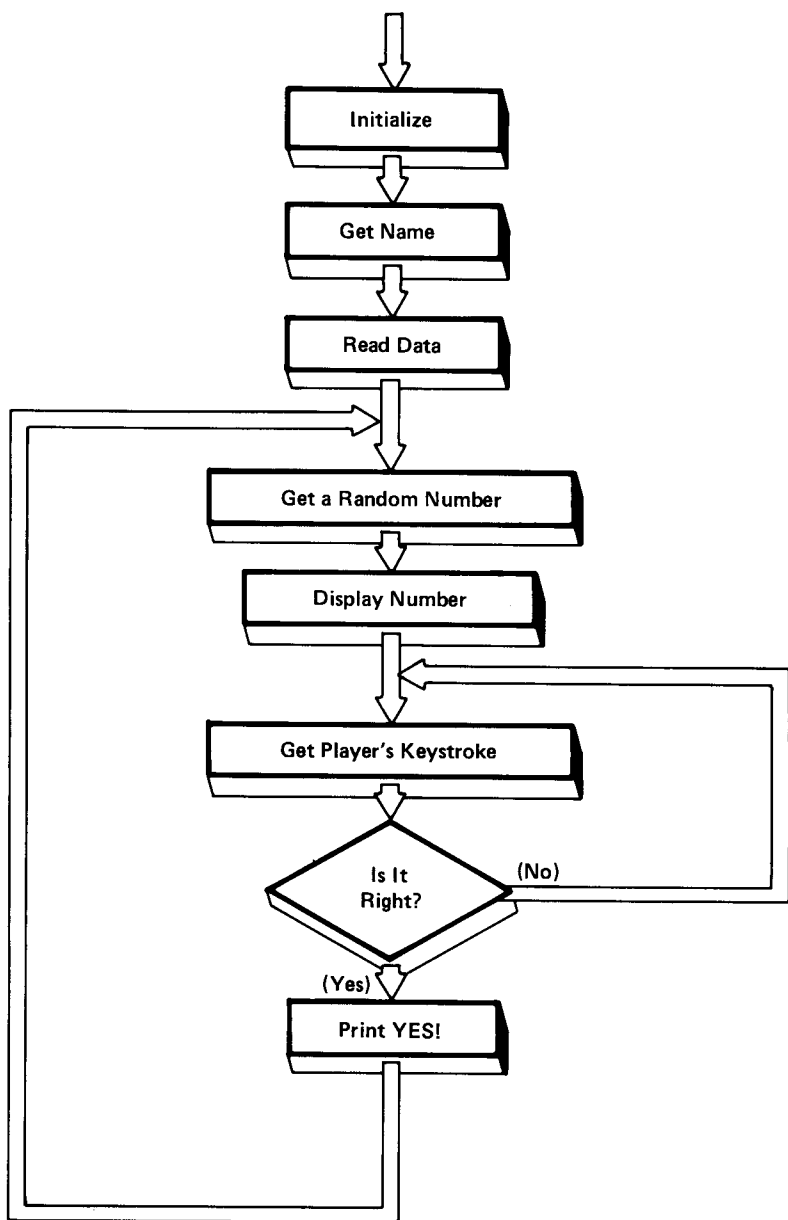 Initialize
Get Name
Read Data
Get a Random Number
Display Number
Get Player's Keystroke
Is It
Right?
(No)
(Yes)
Print YES!